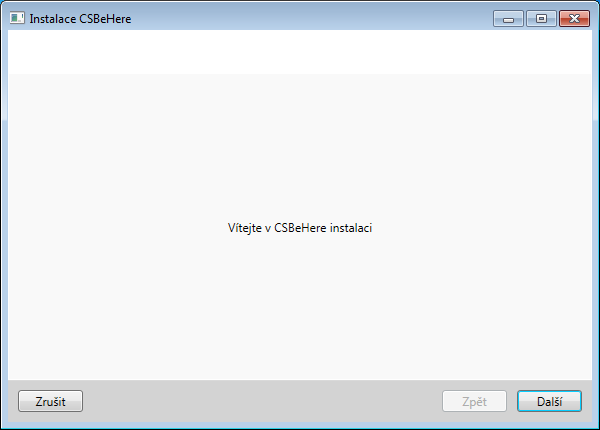 Instalace CSBeHere
Vítejte v CSBeHere instalaci
Zrušit
Zpět
Další